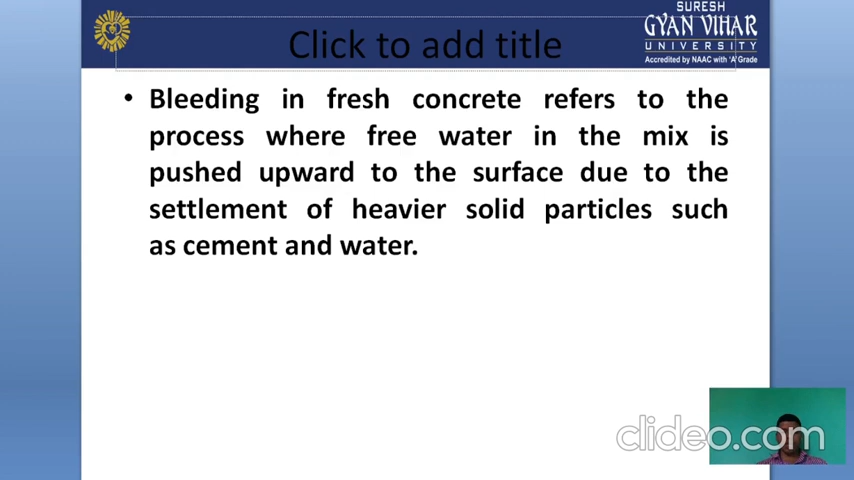 SURESH
GYAN VIHAR
UNIVERSITY
Accredited by NAAC with 'A' Grade
Click to add title
• Bleeding in fresh concrete refers to the
process where free water in the mix is
pushed upward to the surface due to the
settlement of heavier solid particles such
as cement and water.
clideo.com